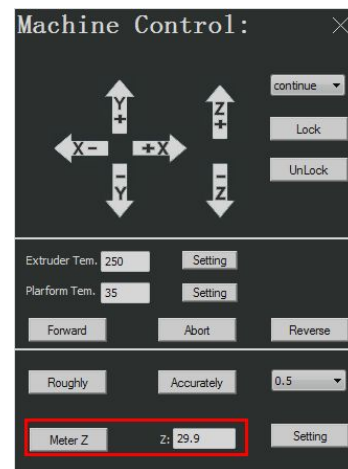 Machine Control:
continue
Y+
Z+
Lock
X- +X
UnLock
-Y
-Z
Extruder Tem. 250 Setting
Plarform Tem. 35 Setting
Forward Abort Reverse
Roughly Accurately 0.5
Meter Z Z: 29.9 Setting